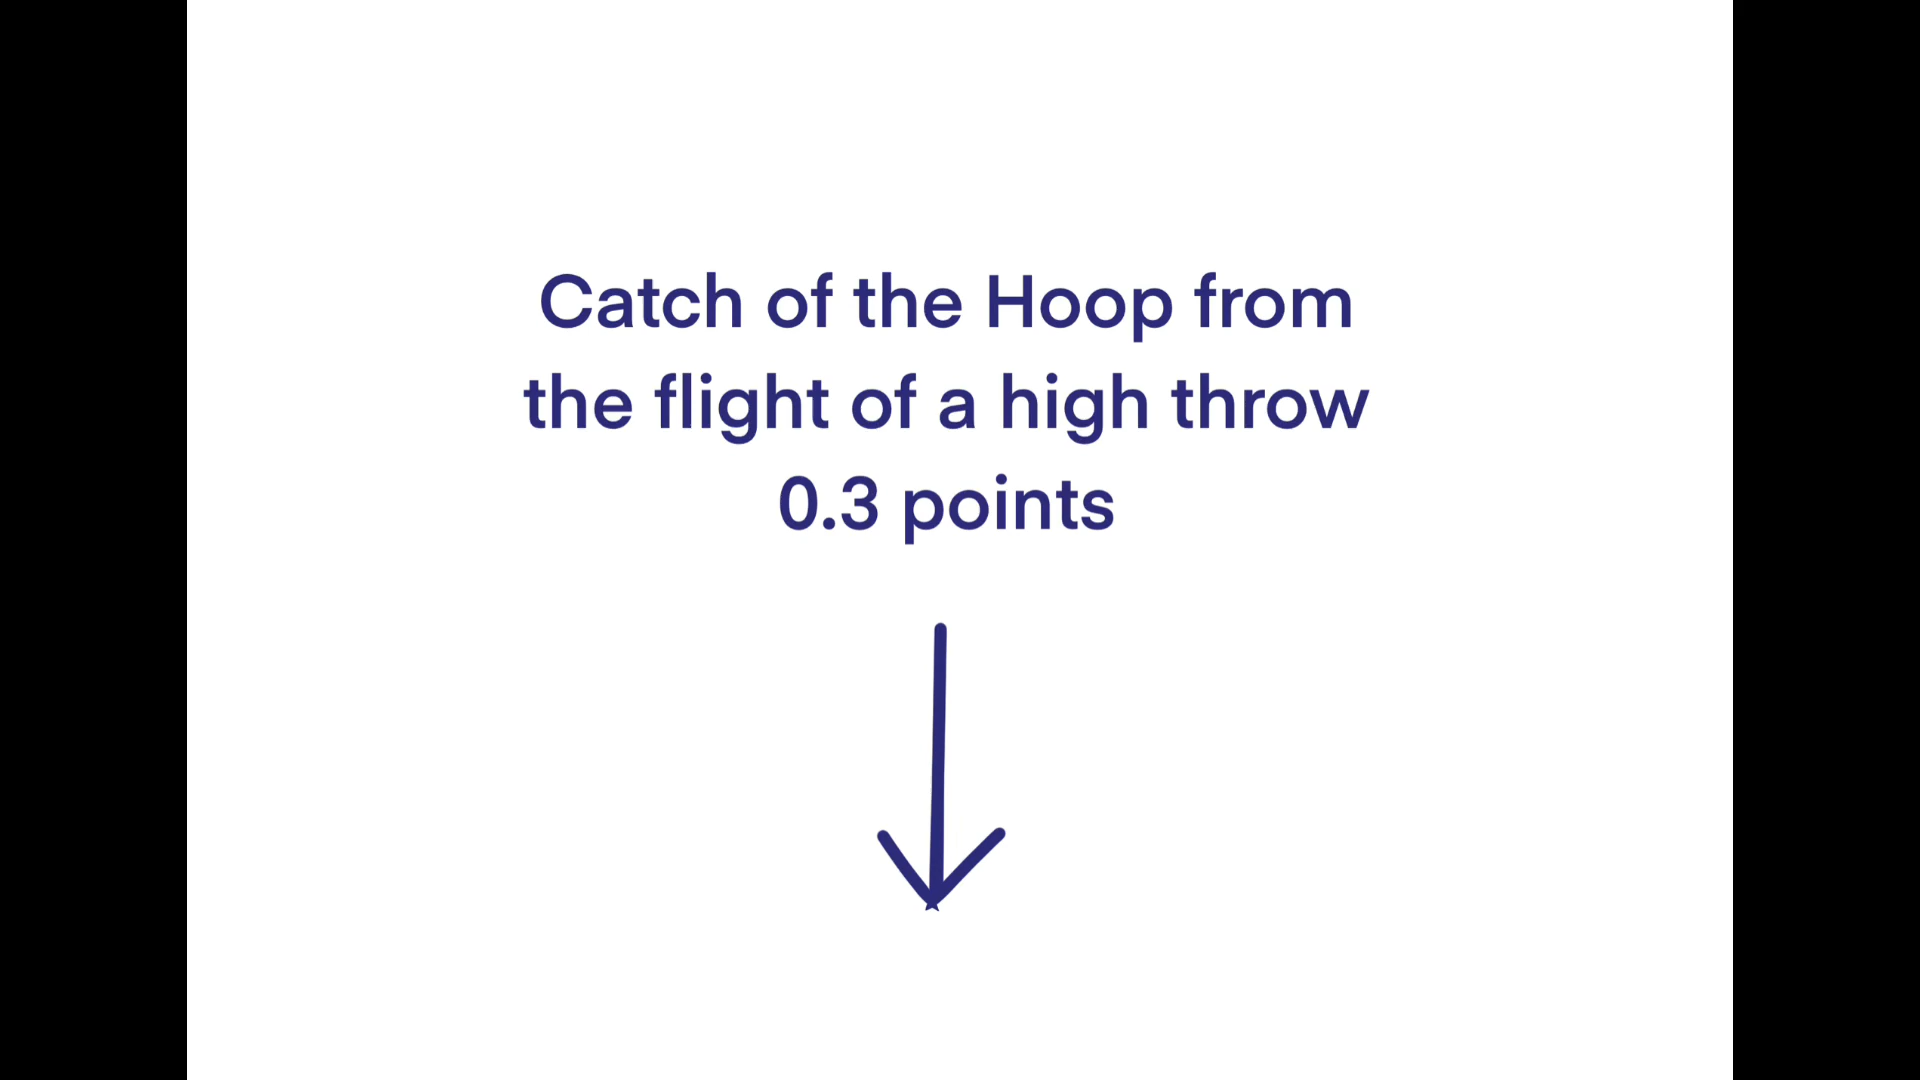 Catch of the Hoop from
the flight of a high throw
0.3 points